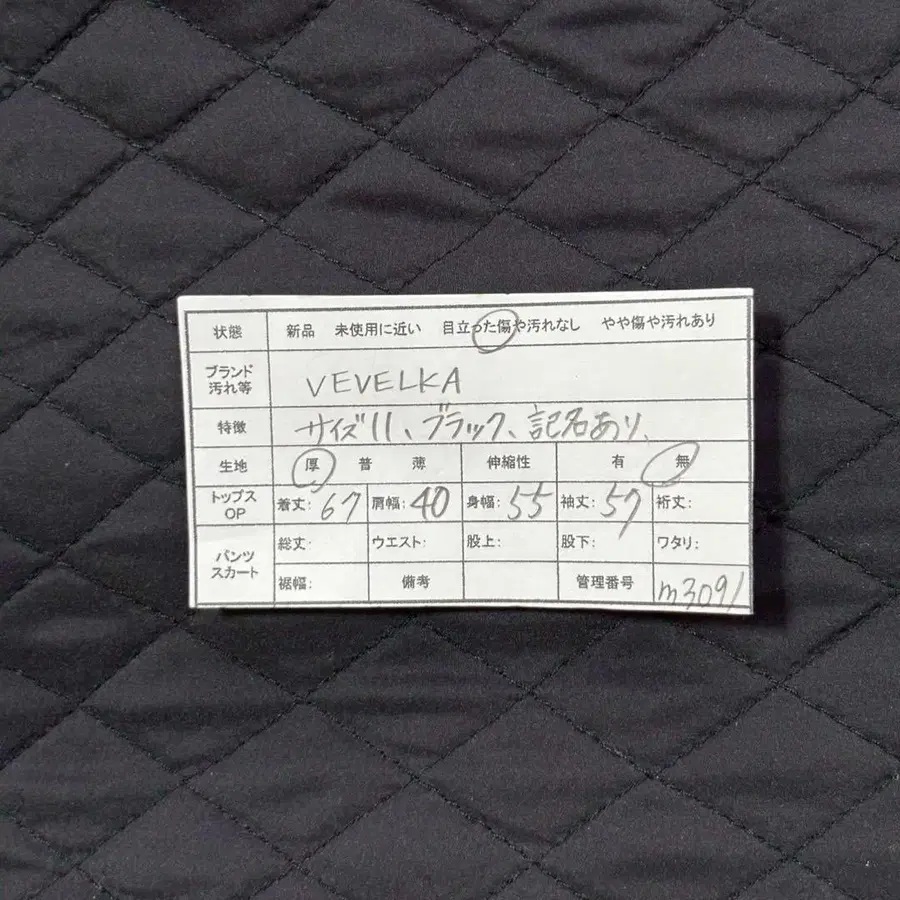 状態 新品 未使用に近い 目立った傷や汚れなし やや傷や汚れあり
ブランド
汚れ等
VEVELKA
特徴 サイズ11、ブラック、記名あり、
生地 厚 普 薄 伸縮性 有 無
トップス
OP
着丈: 67 肩幅: 40 身幅: 55 袖丈: 57 裄丈:
パンツ
スカート
総丈: ウエスト: 股上: 股下: ワタリ:
裾幅: 備考 管理番号 m3091